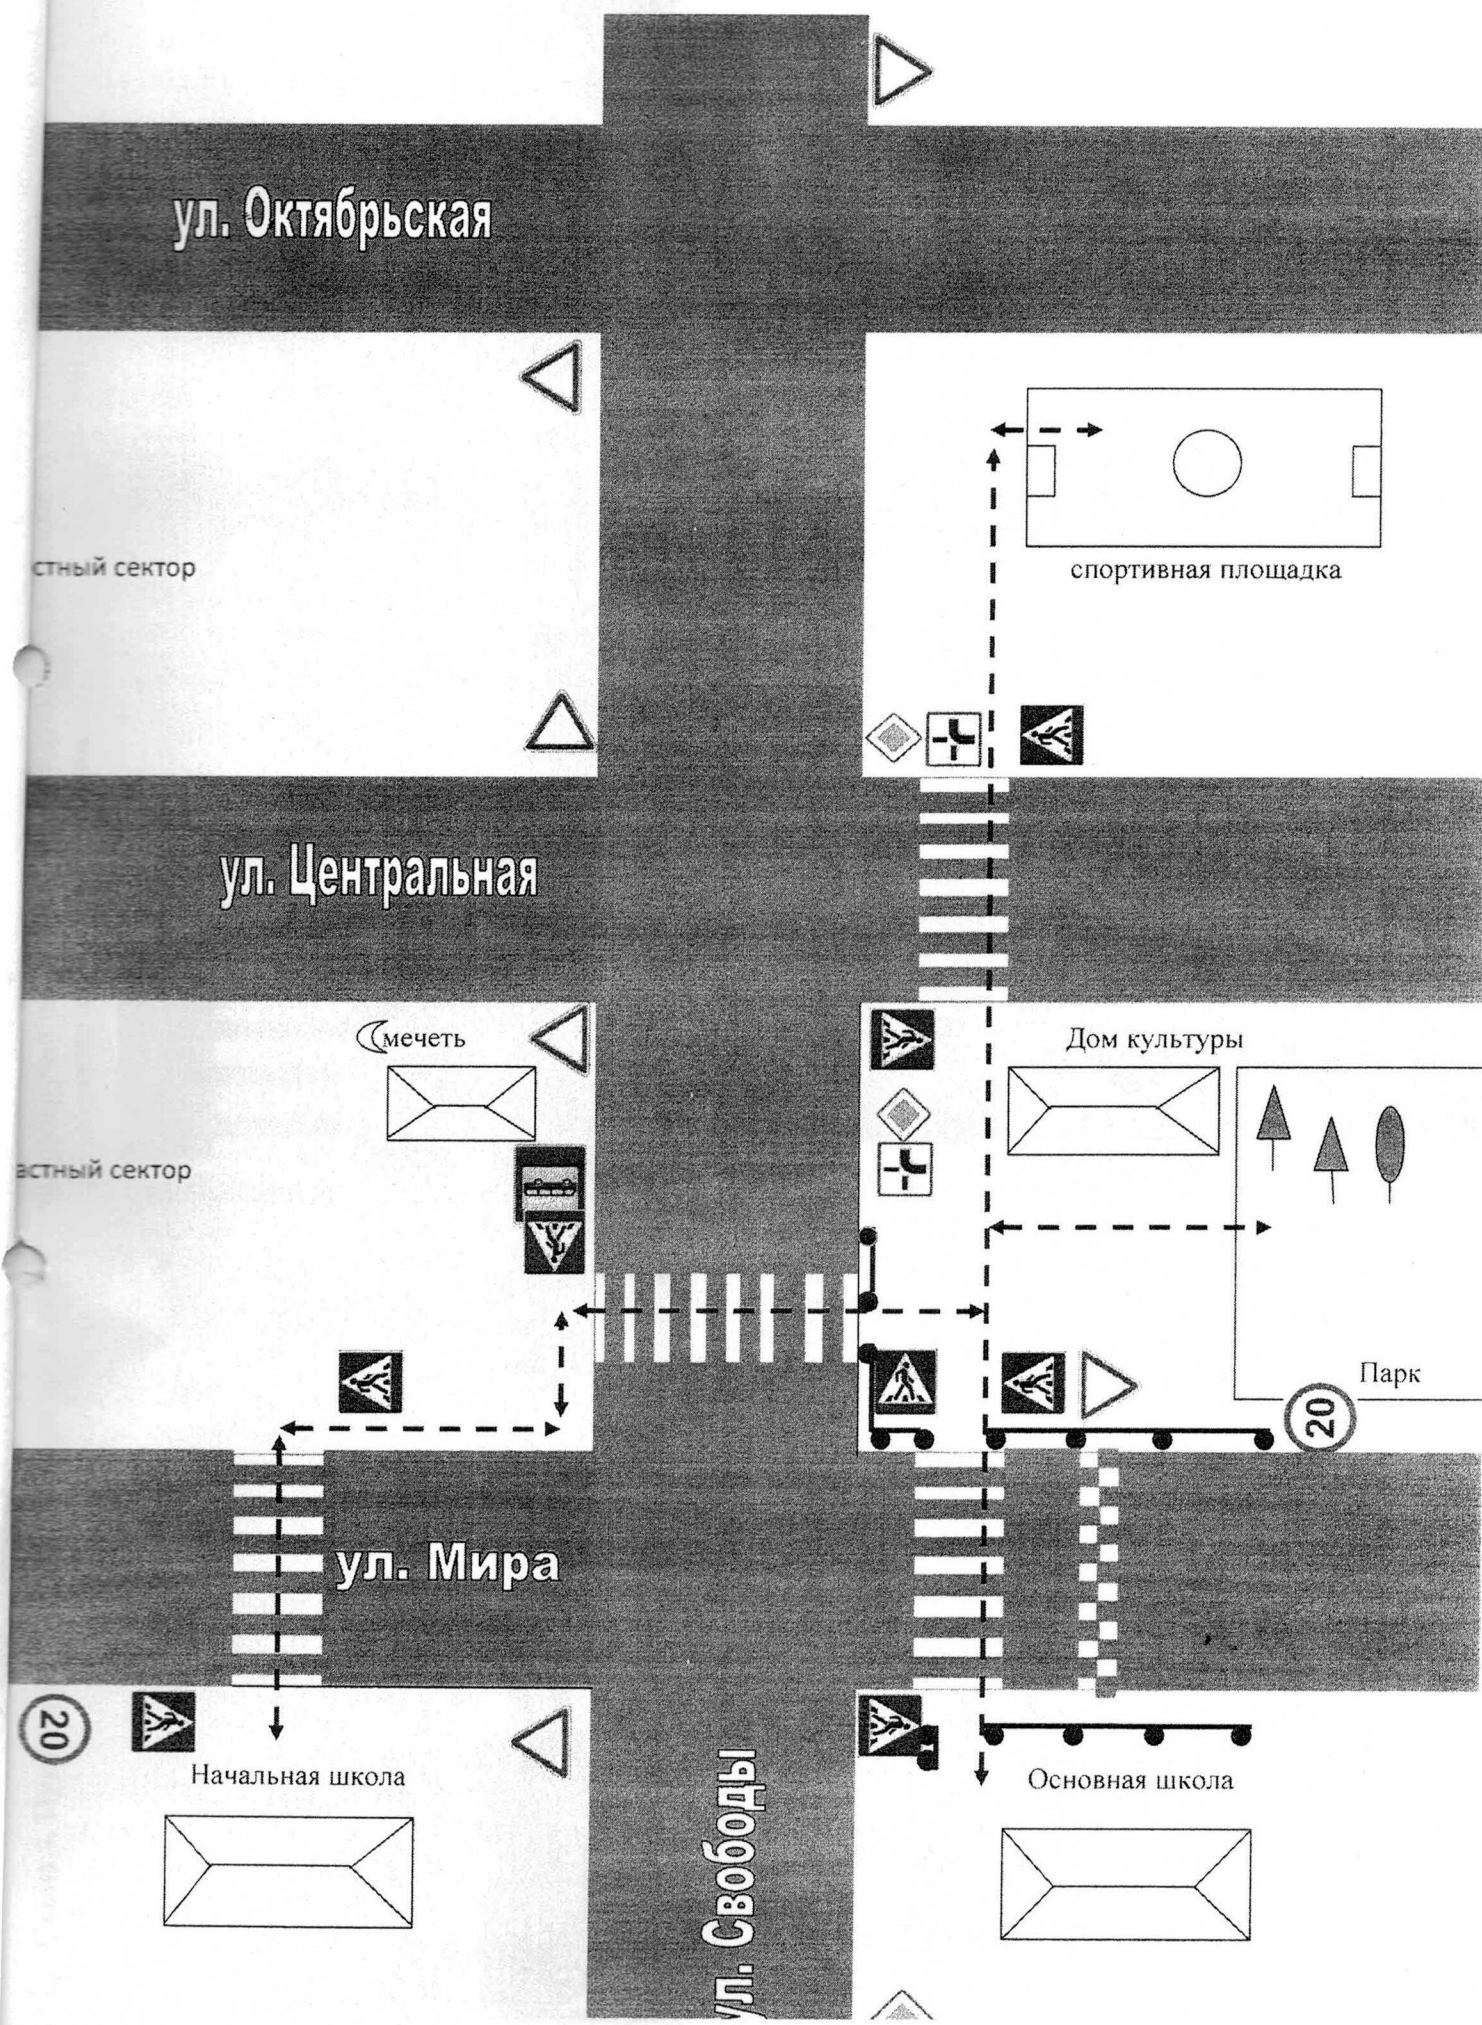 ул. Октябрьская
стный сектор
спортивная площадка
ул. Центральная
мечеть
Дом культуры
астный сектор
Парк
20
ул. Мира
20
Начальная школа
Основная школа
ул. Свободы